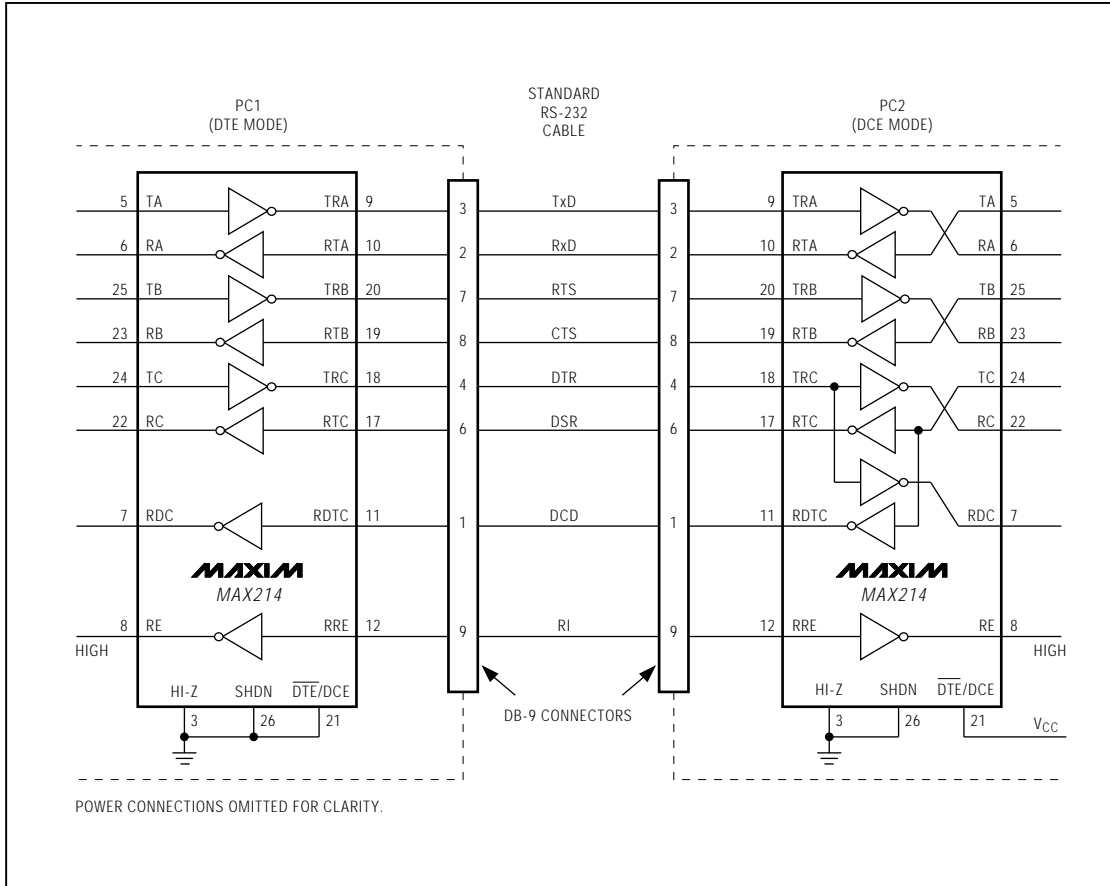 STANDARD
RS-232
CABLE
PC1
(DTE MODE)
PC2
(DCE MODE)
5 TA TRA 9 3 TxD 3 9 TRA TA 5
6 RA RTA 10 2 RxD 2 10 RTA RA 6
25 TB TRB 20 7 RTS 7 20 TRB TB 25
23 RB RTB 19 8 CTS 8 19 RTB RB 23
24 TC TRC 18 4 DTR 4 18 TRC TC 24
22 RC RTC 17 6 DSR 6 17 RTC RC 22
7 RDC RDTC 11 1 DCD 1 11 RDTC RDC 7
MAXIM MAXIM
MAX214 MAX214
8 RE RRE 12 9 RI 9 12 RRE RE 8
HIGH HIGH
HI-Z SHDN D̅T̅E̅/DCE HI-Z SHDN D̅T̅E̅/DCE
3 26 21 DB-9 CONNECTORS 3 26 21 VCC
POWER CONNECTIONS OMITTED FOR CLARITY.